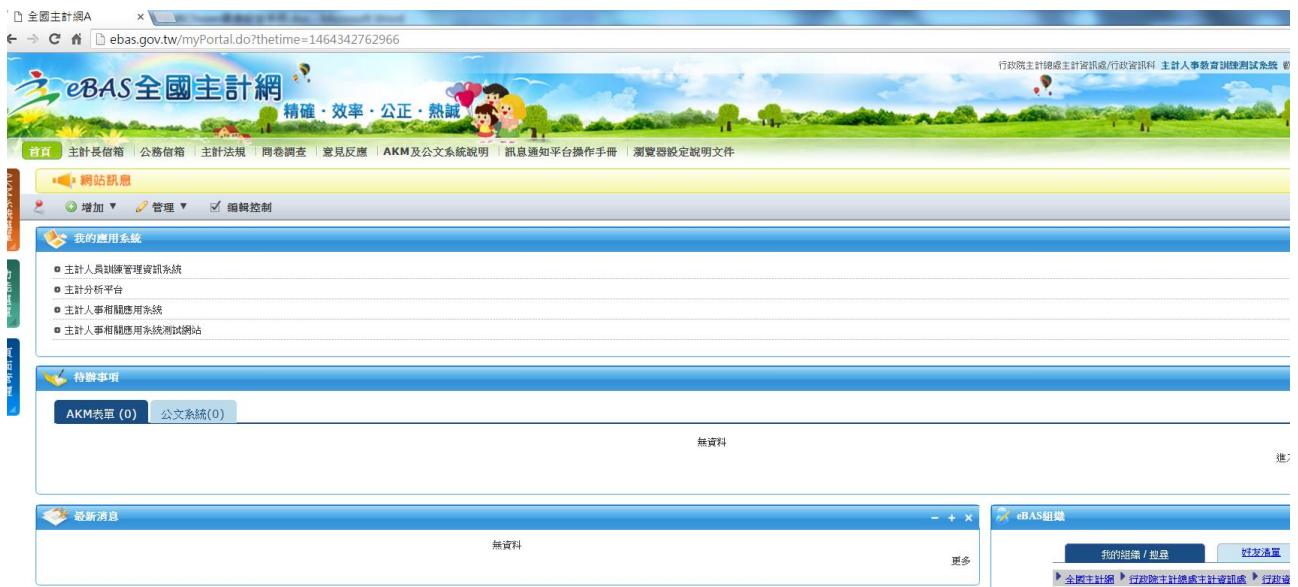 全國主計網A
ebas.gov.tw/myPortal.do?thetime=1464342762966
行政院主計總處主計資訊處/行政資訊科 主計人事教育訓練測試系統
eBAS全國主計網
精確·效率·公正·熱誠
首頁 主計長信箱 公務信箱 主計法規 問卷調查 意見反應 AKM及公文系統說明 訊息通知平台操作手冊 瀏覽器設定說明文件
網站訊息
增加 管理 編輯控制
我的應用系統
主計人員訓練管理資訊系統
主計分析平台
主計人事相關應用系統
主計人事相關應用系統測試網站
待辦事項
AKM表單 (0) 公文系統(0)
無資料
最新消息
無資料
更多
eBAS組織
我的組織 / 搜尋 好友清單
全國主計網 行政院主計總處主計資訊處